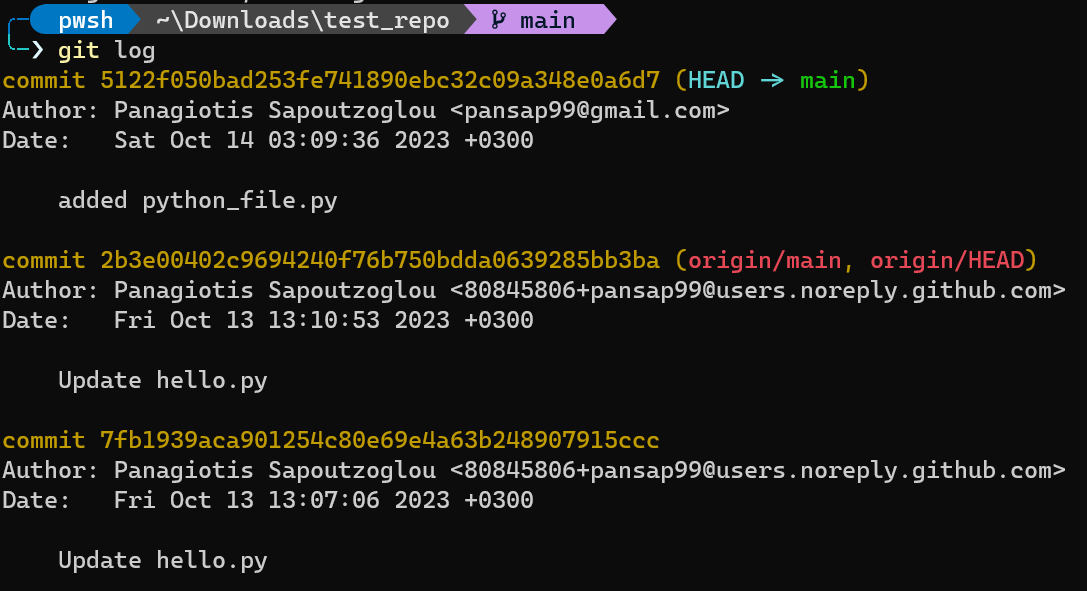 pwsh ~\Downloads\test_repo main
❯ git log
commit 5122f050bad253fe741890ebc32c09a348e0a6d7 (HEAD -> main)
Author: Panagiotis Sapoutzoglou <pansap99@gmail.com>
Date:   Sat Oct 14 03:09:36 2023 +0300
added python_file.py
commit 2b3e00402c9694240f76b750bdda0639285bb3ba (origin/main, origin/HEAD)
Author: Panagiotis Sapoutzoglou <80845806+pansap99@users.noreply.github.com>
Date:   Fri Oct 13 13:10:53 2023 +0300
Update hello.py
commit 7fb1939aca901254c80e69e4a63b248907915ccc
Author: Panagiotis Sapoutzoglou <80845806+pansap99@users.noreply.github.com>
Date:   Fri Oct 13 13:07:06 2023 +0300
Update hello.py